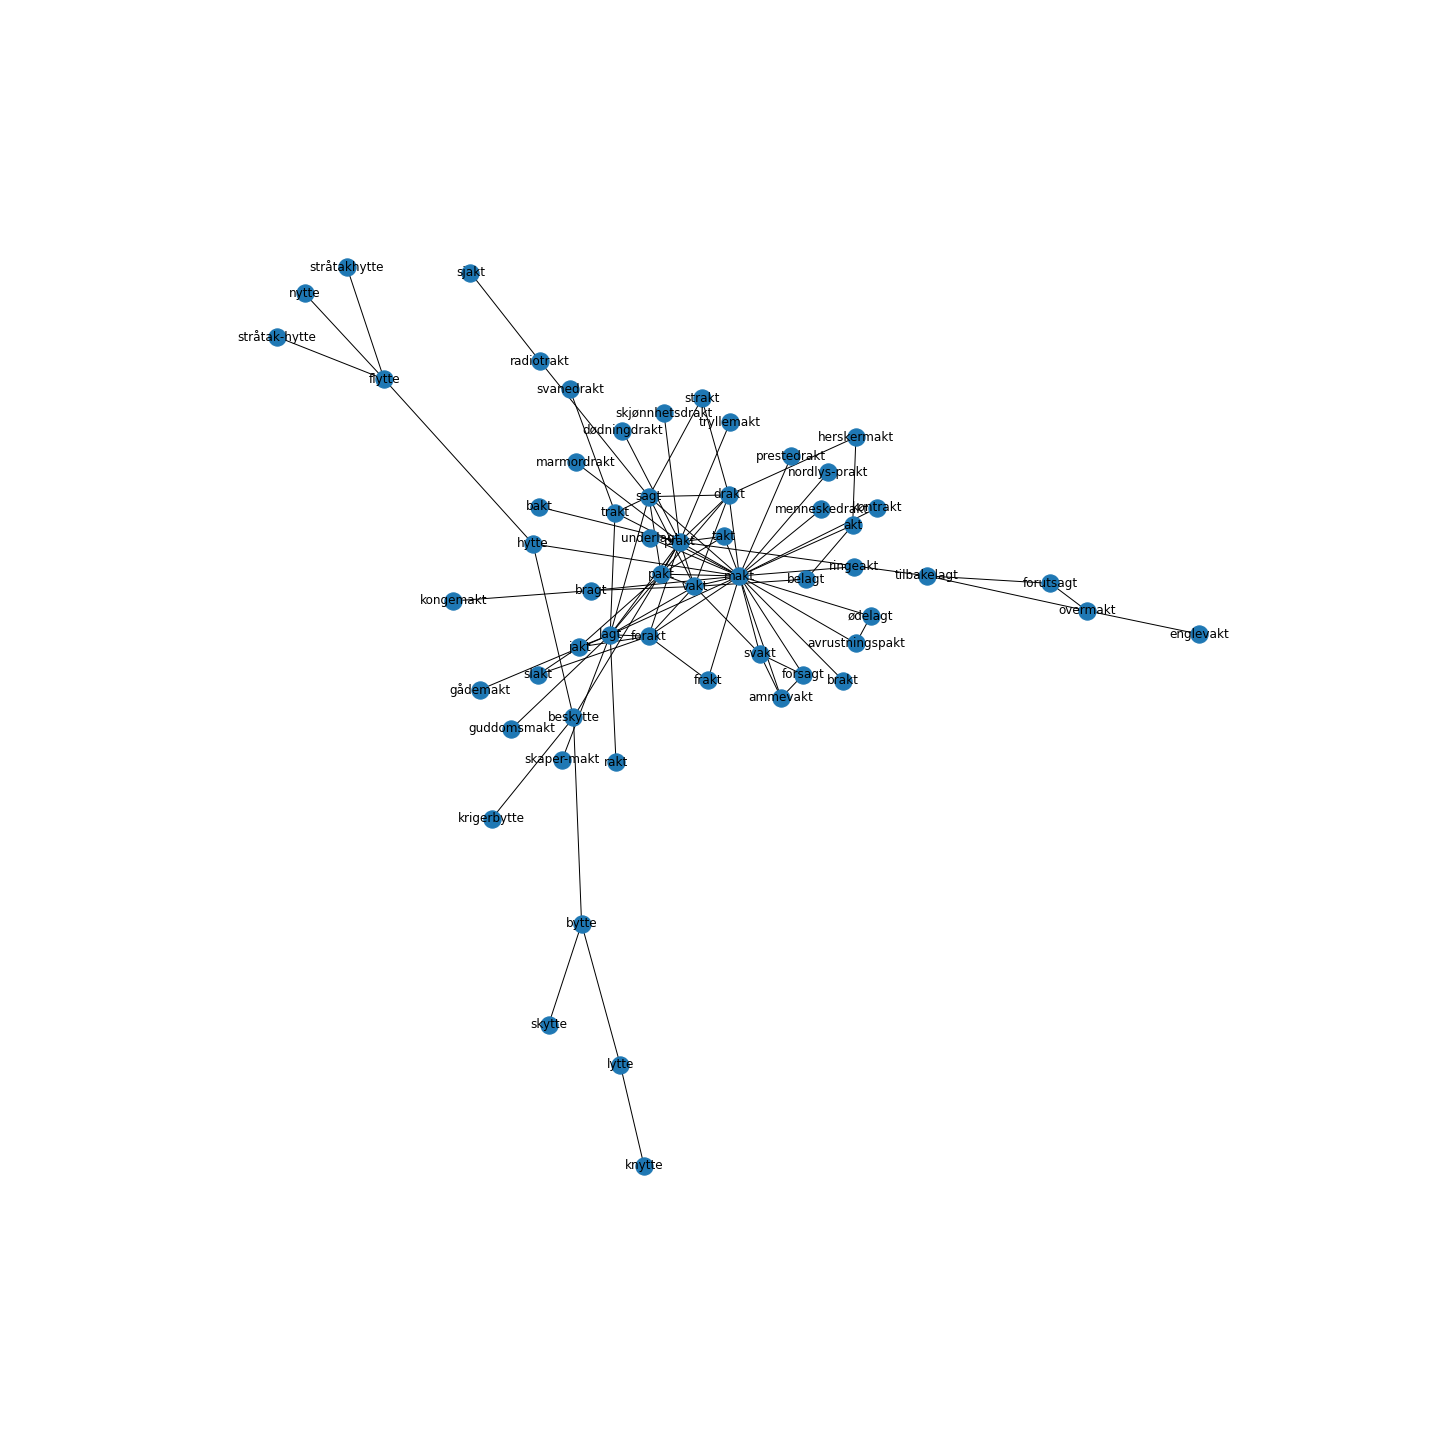 stråtakhytte
sjakt
nytte
stråtak-hytte
radiotrakt
flytte
svanedrakt
strakt
skjønnhetsdrakt
tryllemakt
dødningdrakt
herskermakt
prestedrakt
marmordrakt
nordlys-prakt
drakt
sagt
bakt
kontrakt
menneskedrakt
trakt
akt
takt
underlagt
prakt
hytte
ringeakt
pakt
makt
tilbakelagt
belagt
forutsagt
vakt
bragt
kongemakt
overmakt
ødelagt
englevakt
lagt
forakt
avrustningspakt
jakt
svakt
slakt
forsagt
frakt
brakt
gådemakt
ammevakt
beskytte
guddomsmakt
skaper-makt
rakt
krigerbytte
bytte
skytte
lytte
knytte